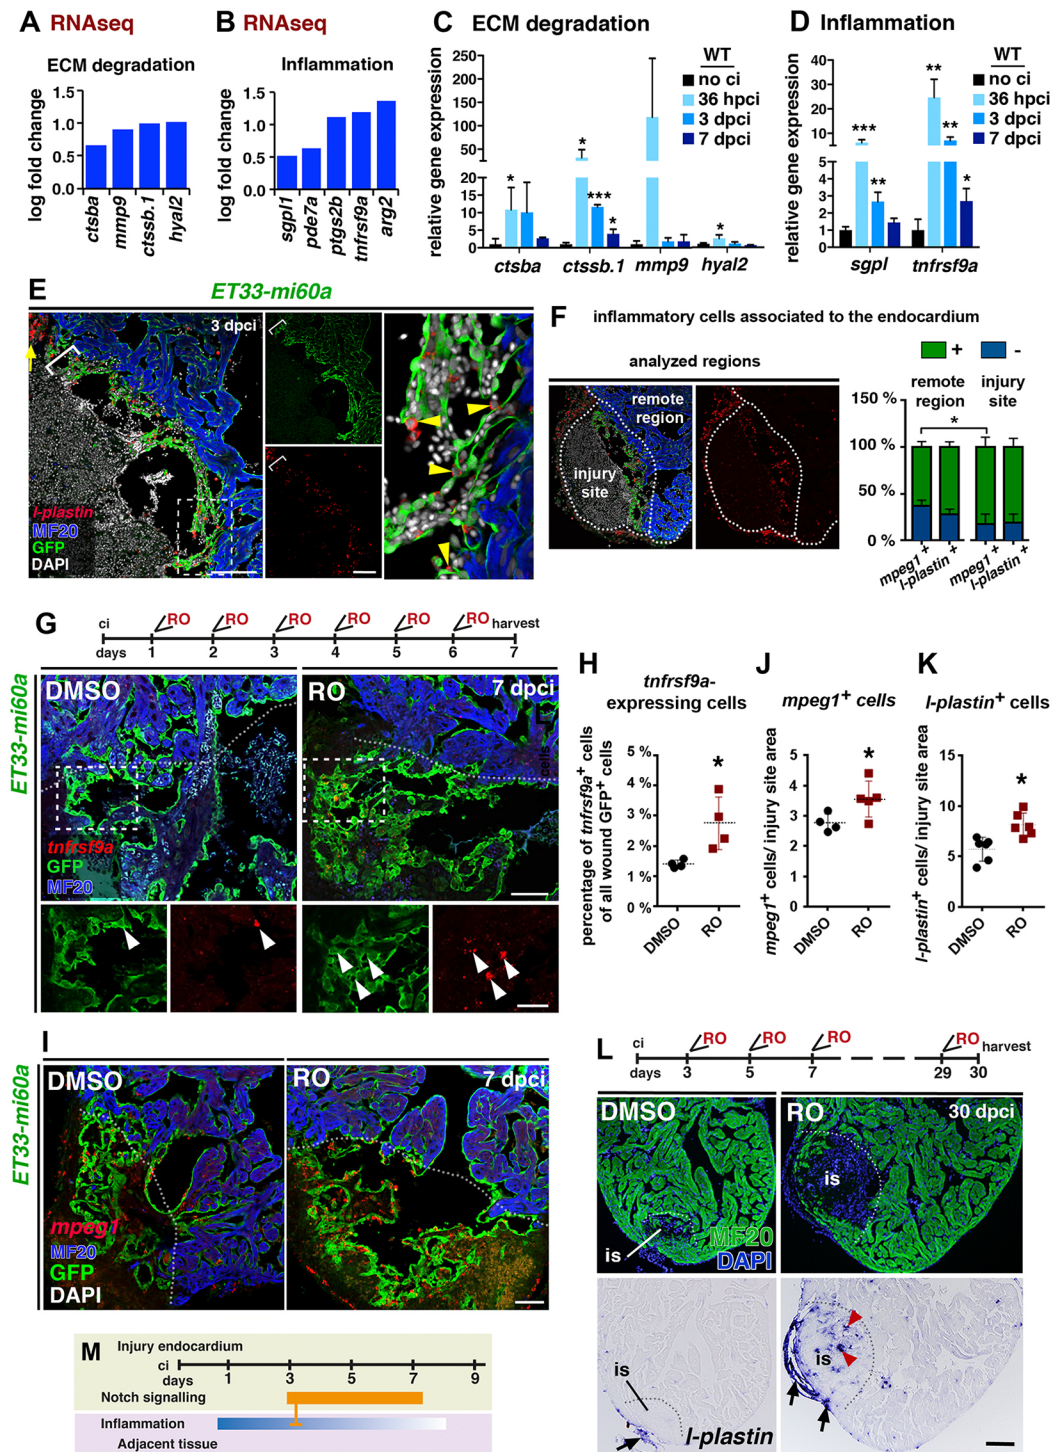 A RNAseq
ECM degradation
log fold change
1.5
1.0
0.5
0.0
ctsba
mmp9
ctssb.1
hyal2
B RNAseq
Inflammation
log fold change
1.5
1.0
0.5
0
sgpl1
pde7a
ptgs2b
tnfrsf9a
arg2
C ECM degradation
relative gene expression
250
200
150
100
50
20
15
10
5
0
WT
no ci
36 hpci
3 dpci
7 dpci
* * *** * *
ctsba ctssb.1 mmp9 hyal2
D Inflammation
relative gene expression
40
30
20
10
5
4
3
2
1
0
WT
no ci
36 hpci
3 dpci
7 dpci
*** ** ** ** *
sgpl tnfrsf9a
E ET33-mi60a
3 dpci
l-plastin
MF20
GFP
DAPI
F inflammatory cells associated to the endocardium
analyzed regions
remote
region
injury
site
+ -
remote
region
injury
site
150 %
100 %
50 %
0 %
*
mpeg1+
l-plastin+
mpeg1+
l-plastin+
G ci RO RO RO RO RO RO harvest
days 1 2 3 4 5 6 7
ET33-mi60a
DMSO
RO 7 dpci
tnfrsf9a
GFP
MF20
cells
H
tnfrsf9a-
expressing cells
percentage of tnfrsf9a+ cells
of all wound GFP+ cells
5 %
4 %
3 %
2 %
1 %
0 %
*
DMSO RO
J
mpeg1+ cells
mpeg1+ cells/ injury site area
5
4
3
2
1
0
*
DMSO RO
K
l-plastin+ cells
l-plastin+ cells/ injury site area
15
10
5
0
*
DMSO RO
I
ET33-mi60a
DMSO
RO 7 dpci
mpeg1
MF20
GFP
DAPI
L ci RO RO RO RO harvest
days 3 5 7 29 30
DMSO
RO 30 dpci
is
is
MF20
DAPI
is
is
l-plastin
M Injury endocardium
ci
days 1 3 5 7 9
Notch signalling
Inflammation
Adjacent tissue